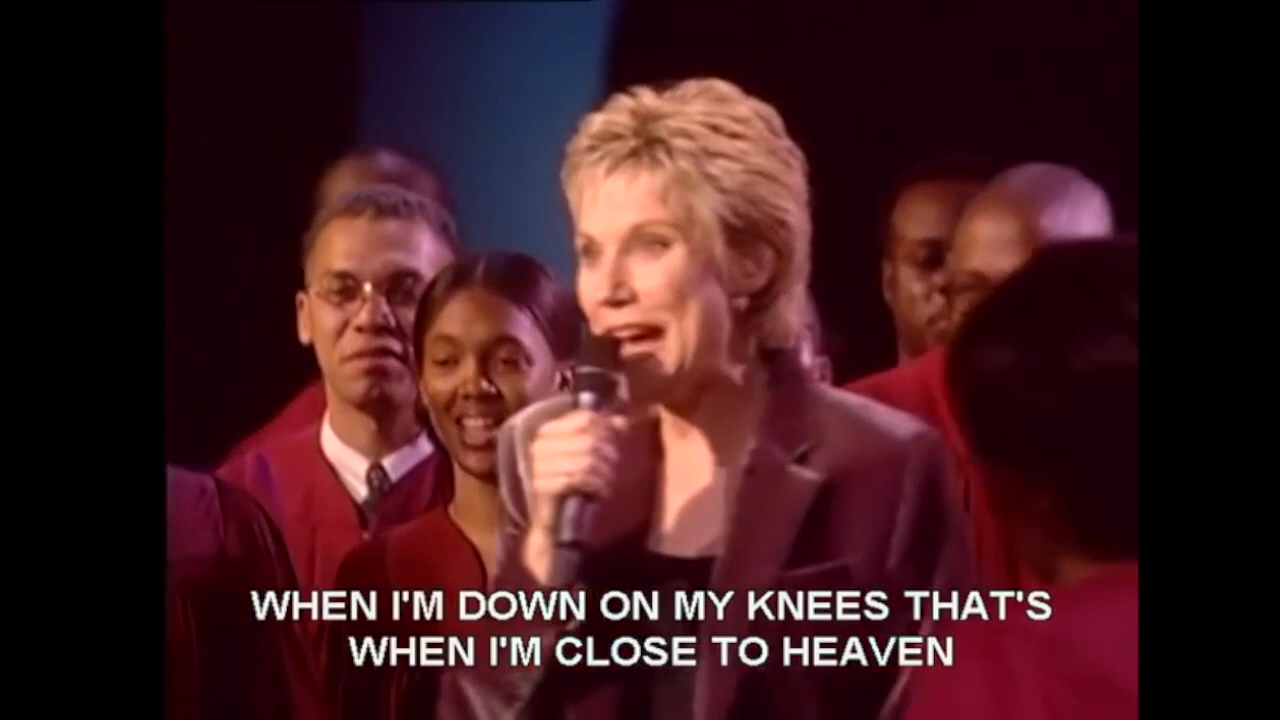 WHEN I'M DOWN ON MY KNEES THAT'S
WHEN I'M CLOSE TO HEAVEN